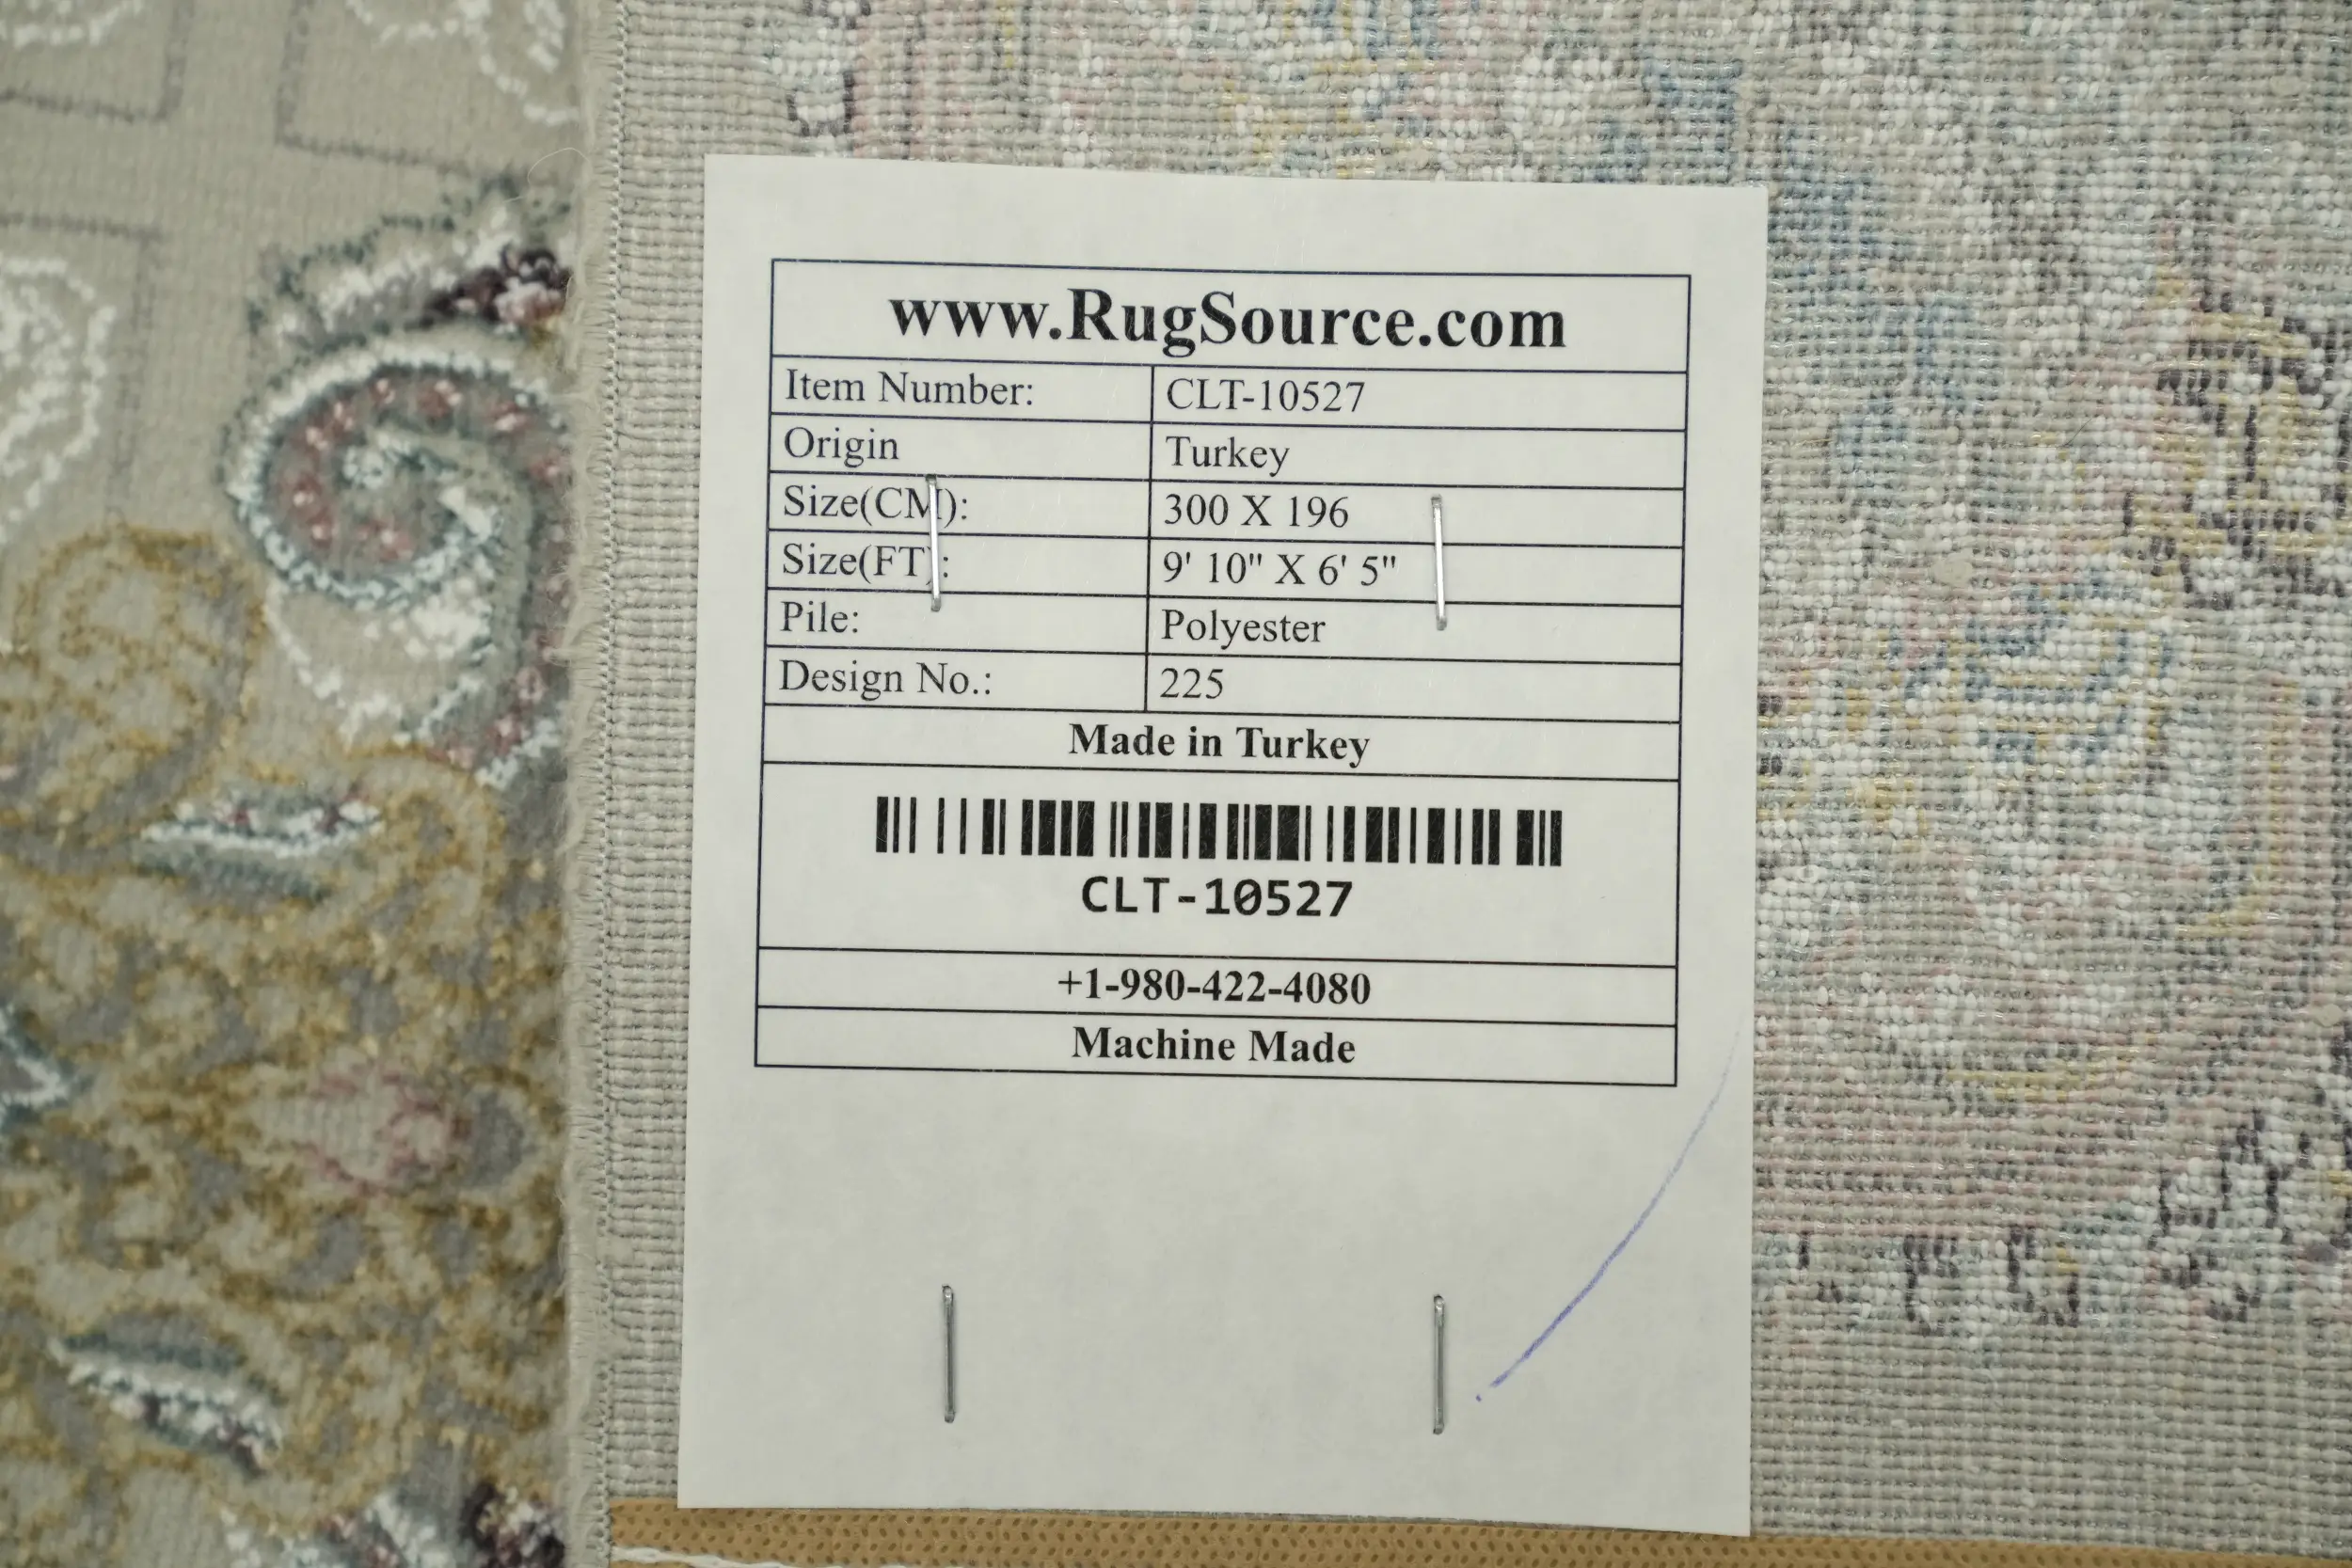 www.RugSource.com
Item Number: CLT-10527
Origin Turkey
Size(CM): 300 X 196
Size(FT): 9' 10" X 6' 5"
Pile: Polyester
Design No.: 225
Made in Turkey
CLT-10527
+1-980-422-4080
Machine Made